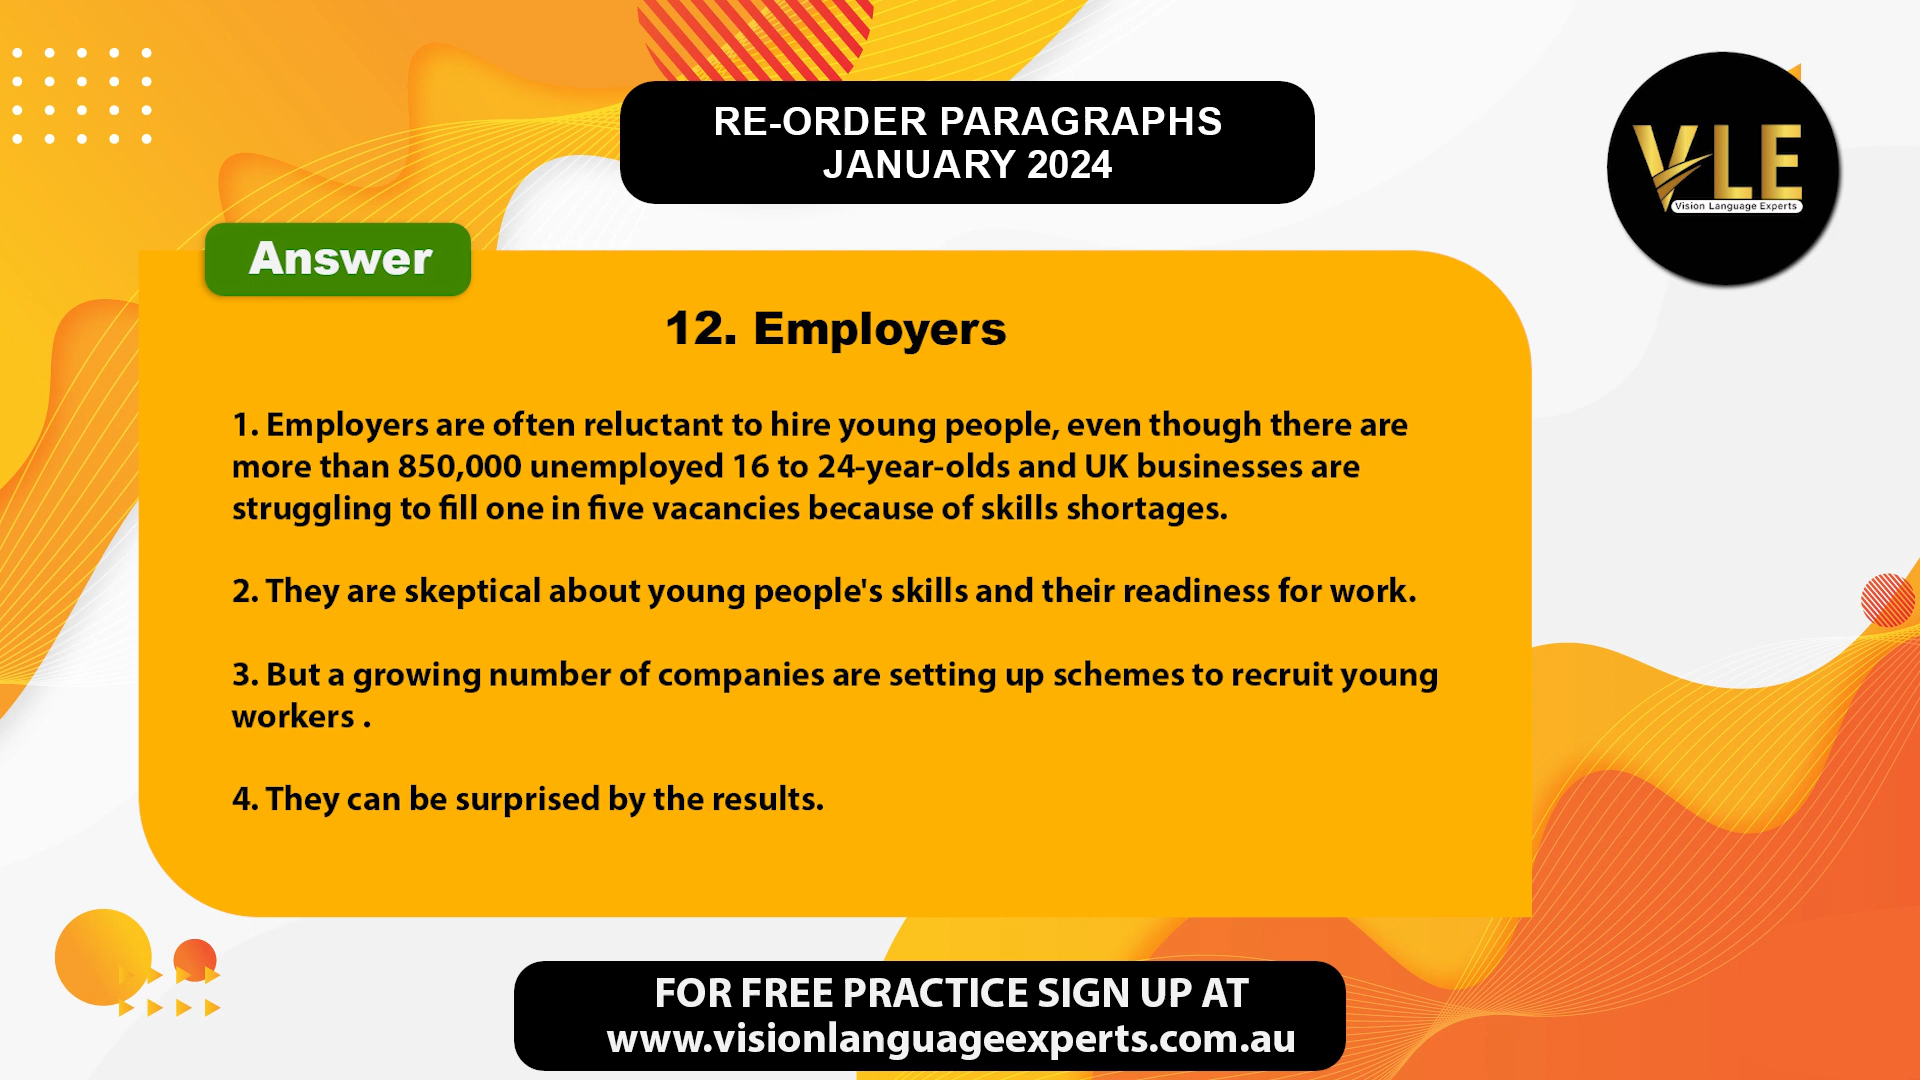 RE-ORDER PARAGRAPHS
JANUARY 2024
VLE
Vision Language Experts
Answer
12. Employers
1. Employers are often reluctant to hire young people, even though there are
more than 850,000 unemployed 16 to 24-year-olds and UK businesses are
struggling to fill one in five vacancies because of skills shortages.
2. They are skeptical about young people's skills and their readiness for work.
3. But a growing number of companies are setting up schemes to recruit young
workers .
4. They can be surprised by the results.
FOR FREE PRACTICE SIGN UP AT
www.visionlanguageexperts.com.au